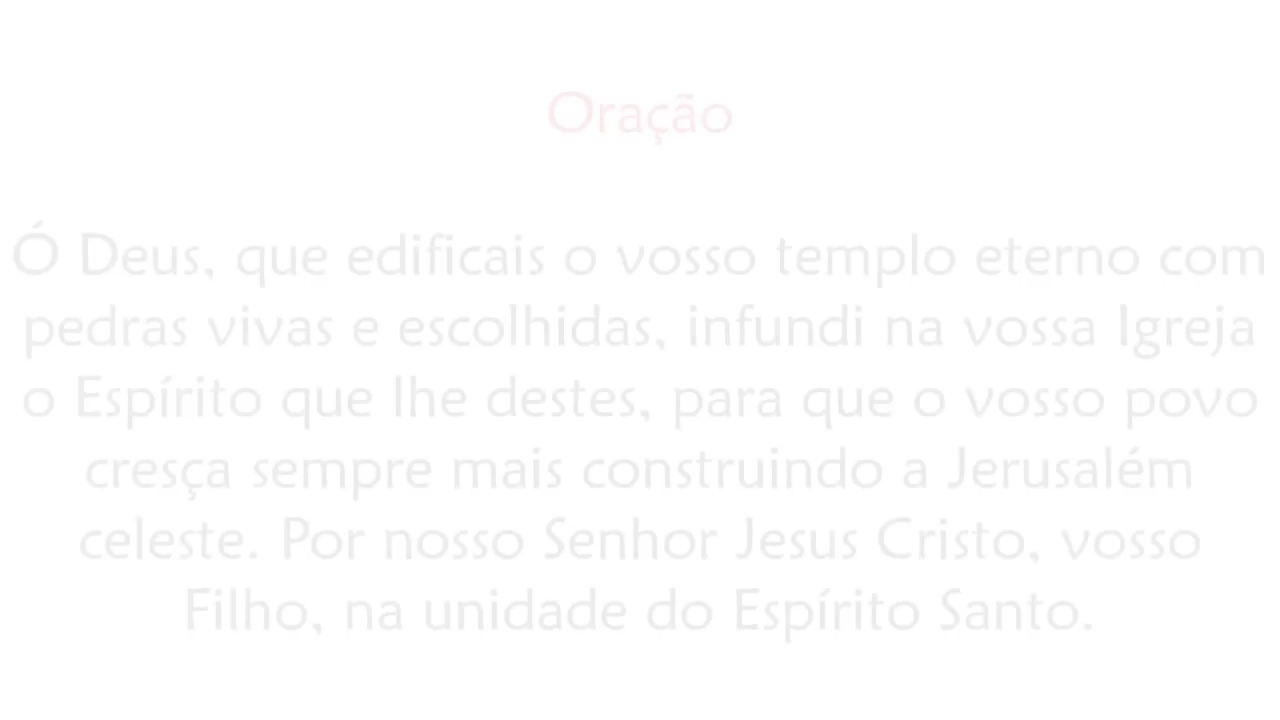 Oração
Ó Deus, que edificais o vosso templo eterno com
pedras vivas e escolhidas, infundi na vossa Igreja
o Espírito que lhe destes, para que o vosso povo
cresça sempre mais construindo a Jerusalém
celeste. Por nosso Senhor Jesus Cristo, vosso
Filho, na unidade do Espírito Santo.